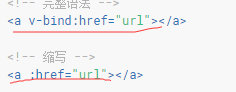 <!-- 完整语法 -->
<a v-bind:href="url"></a>
<!-- 缩写 -->
<a :href="url"></a>